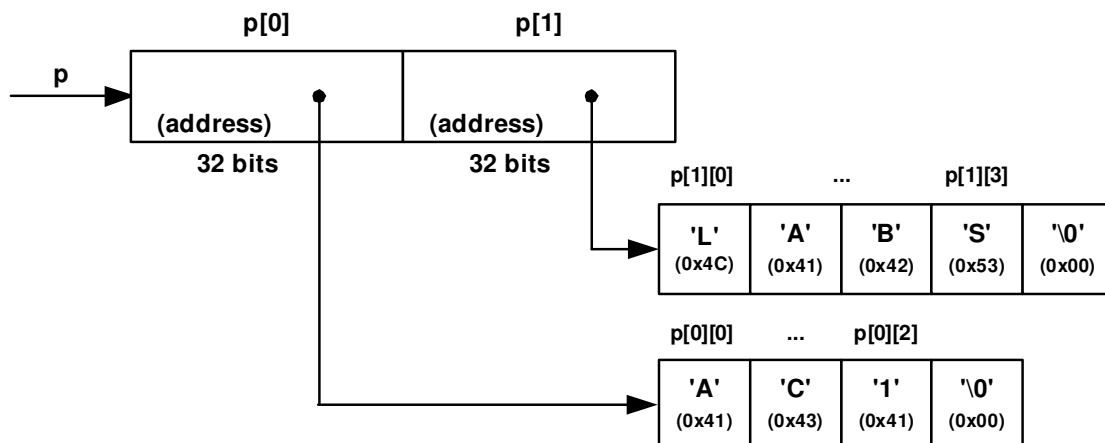 p[0] p[1]
p
(address) (address)
32 bits 32 bits
p[1][0] ... p[1][3]
'L' 'A' 'B' 'S' '\0'
(0x4C) (0x41) (0x42) (0x53) (0x00)
p[0][0] ... p[0][2]
'A' 'C' '1' '\0'
(0x41) (0x43) (0x41) (0x00)